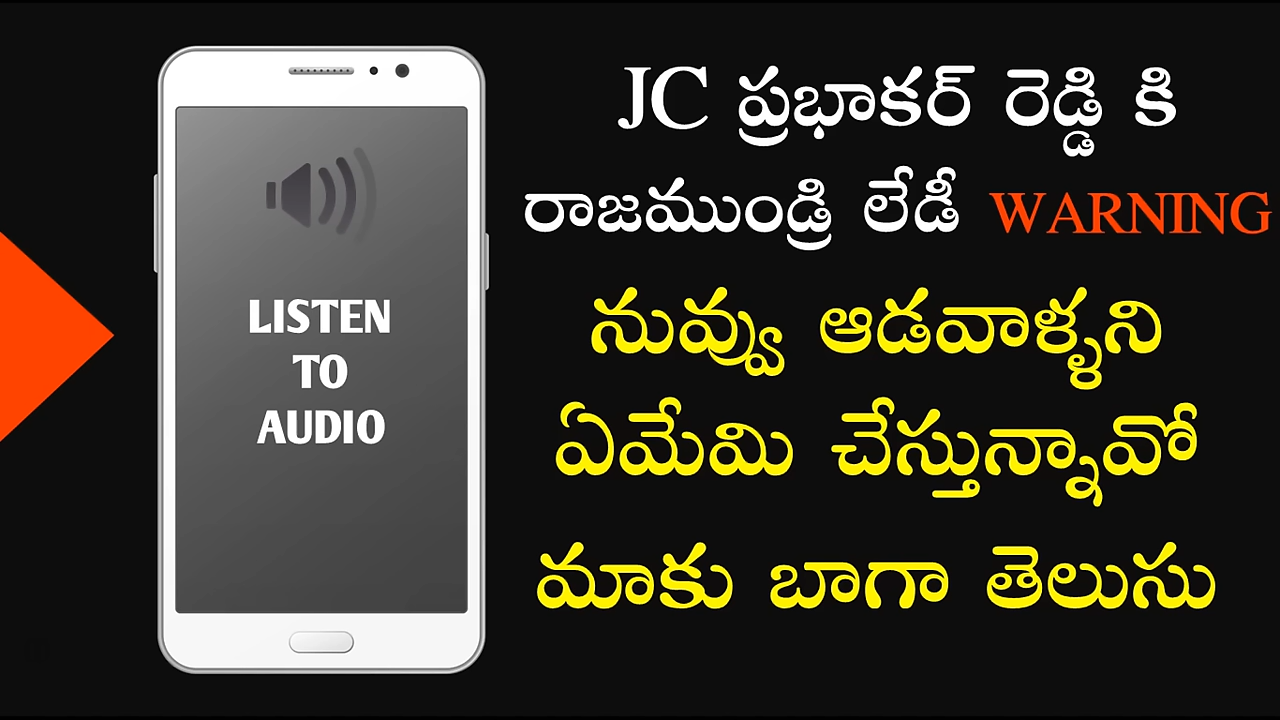 LISTEN
TO
AUDIO
JC ప్రభాకర్ రెడ్డి కి
రాజముండ్రి లేడీ WARNING
నువ్వు ఆడవాళ్ళని
ఏమేమి చేస్తున్నావో
మాకు బాగా తెలుసు